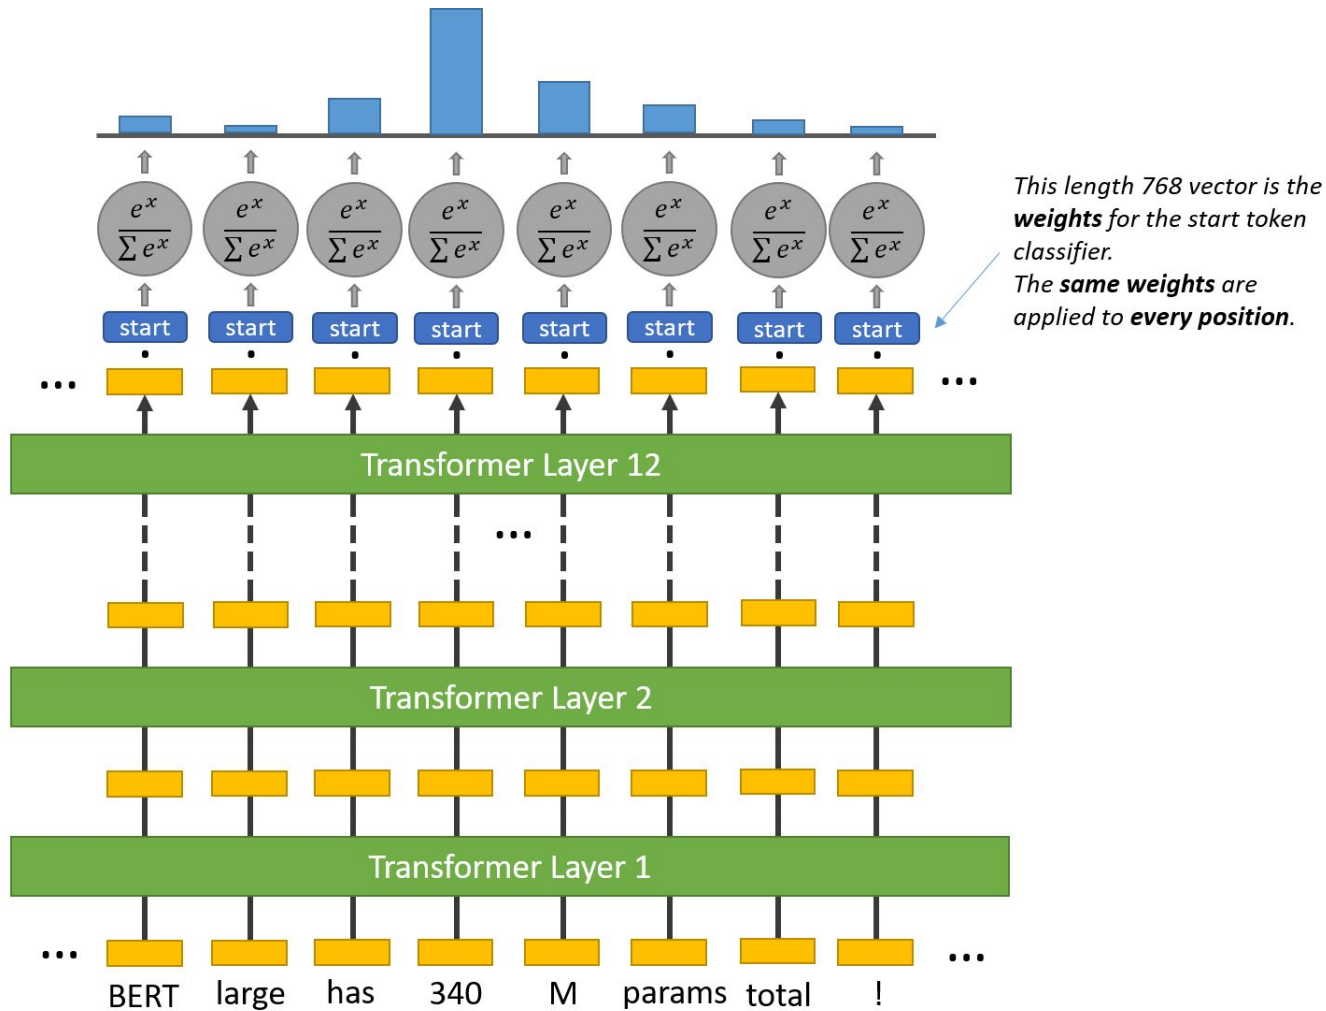 e^x / ∑ e^x e^x / ∑ e^x e^x / ∑ e^x e^x / ∑ e^x e^x / ∑ e^x e^x / ∑ e^x e^x / ∑ e^x e^x / ∑ e^x
This length 768 vector is the
weights for the start token
classifier.
The same weights are
applied to every position.
start start start start start start start start
... ...
Transformer Layer 12
...
Transformer Layer 2
Transformer Layer 1
... ...
BERT large has 340 M params total !